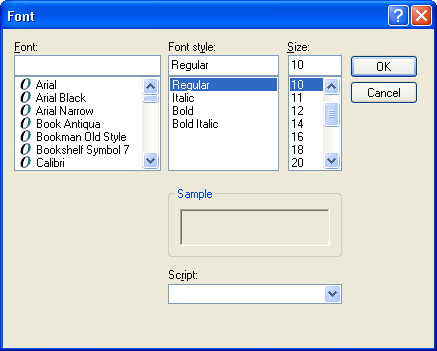 Font
Font: Font style: Size:
Regular 10
OK
Arial Regular 10
Arial Black Italic 11
Arial Narrow Bold 12
Book Antiqua Bold Italic 14
Bookman Old Style 16
Bookshelf Symbol 7 18
Calibri 20
Cancel
Sample
Script: